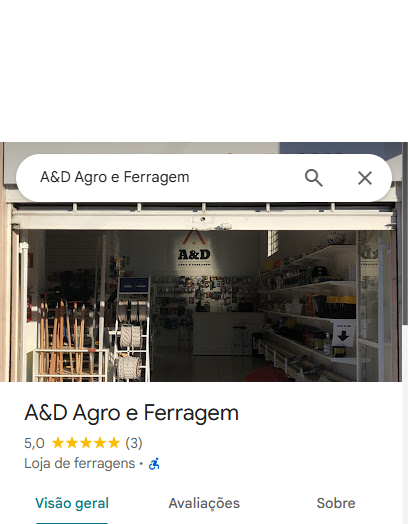 A&D Agro e Ferragem
A&D
A&D Agro e Ferragem
5,0 (3)
Loja de ferragens ·
Visão geral
Avaliações
Sobre